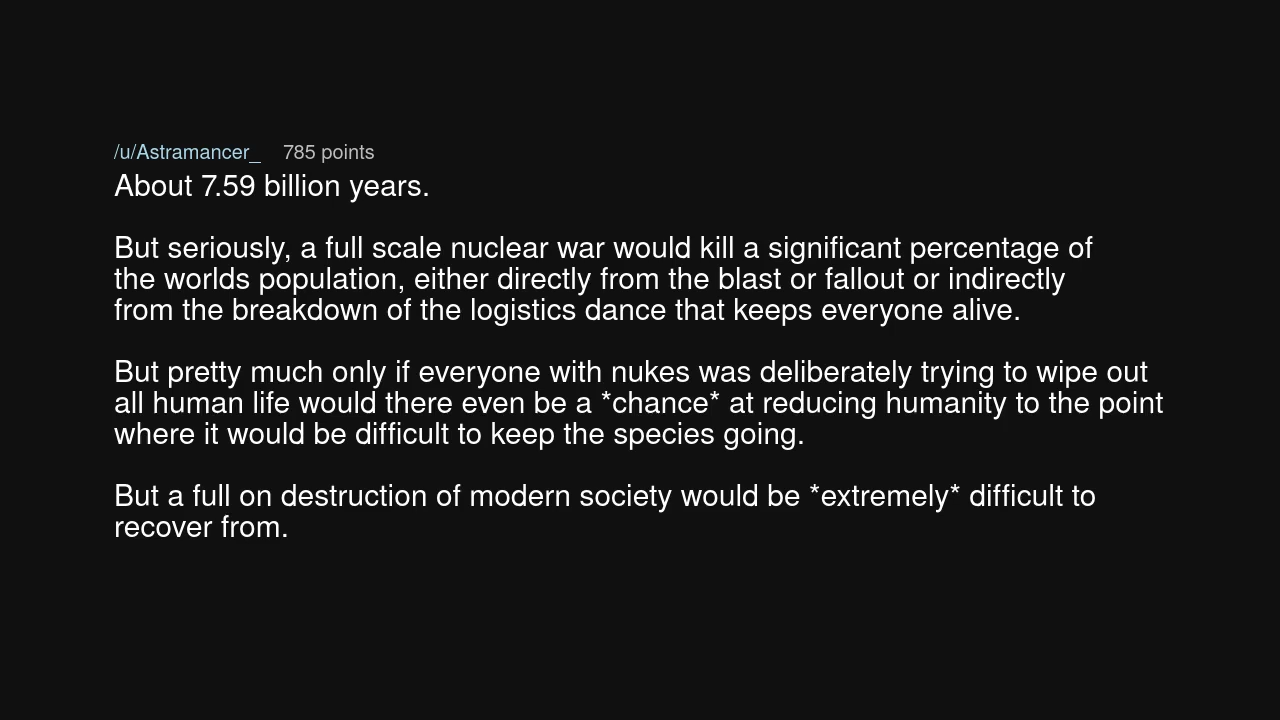 /u/Astramancer_ 785 points
About 7.59 billion years.
But seriously, a full scale nuclear war would kill a significant percentage of
the worlds population, either directly from the blast or fallout or indirectly
from the breakdown of the logistics dance that keeps everyone alive.
But pretty much only if everyone with nukes was deliberately trying to wipe out
all human life would there even be a *chance* at reducing humanity to the point
where it would be difficult to keep the species going.
But a full on destruction of modern society would be *extremely* difficult to
recover from.